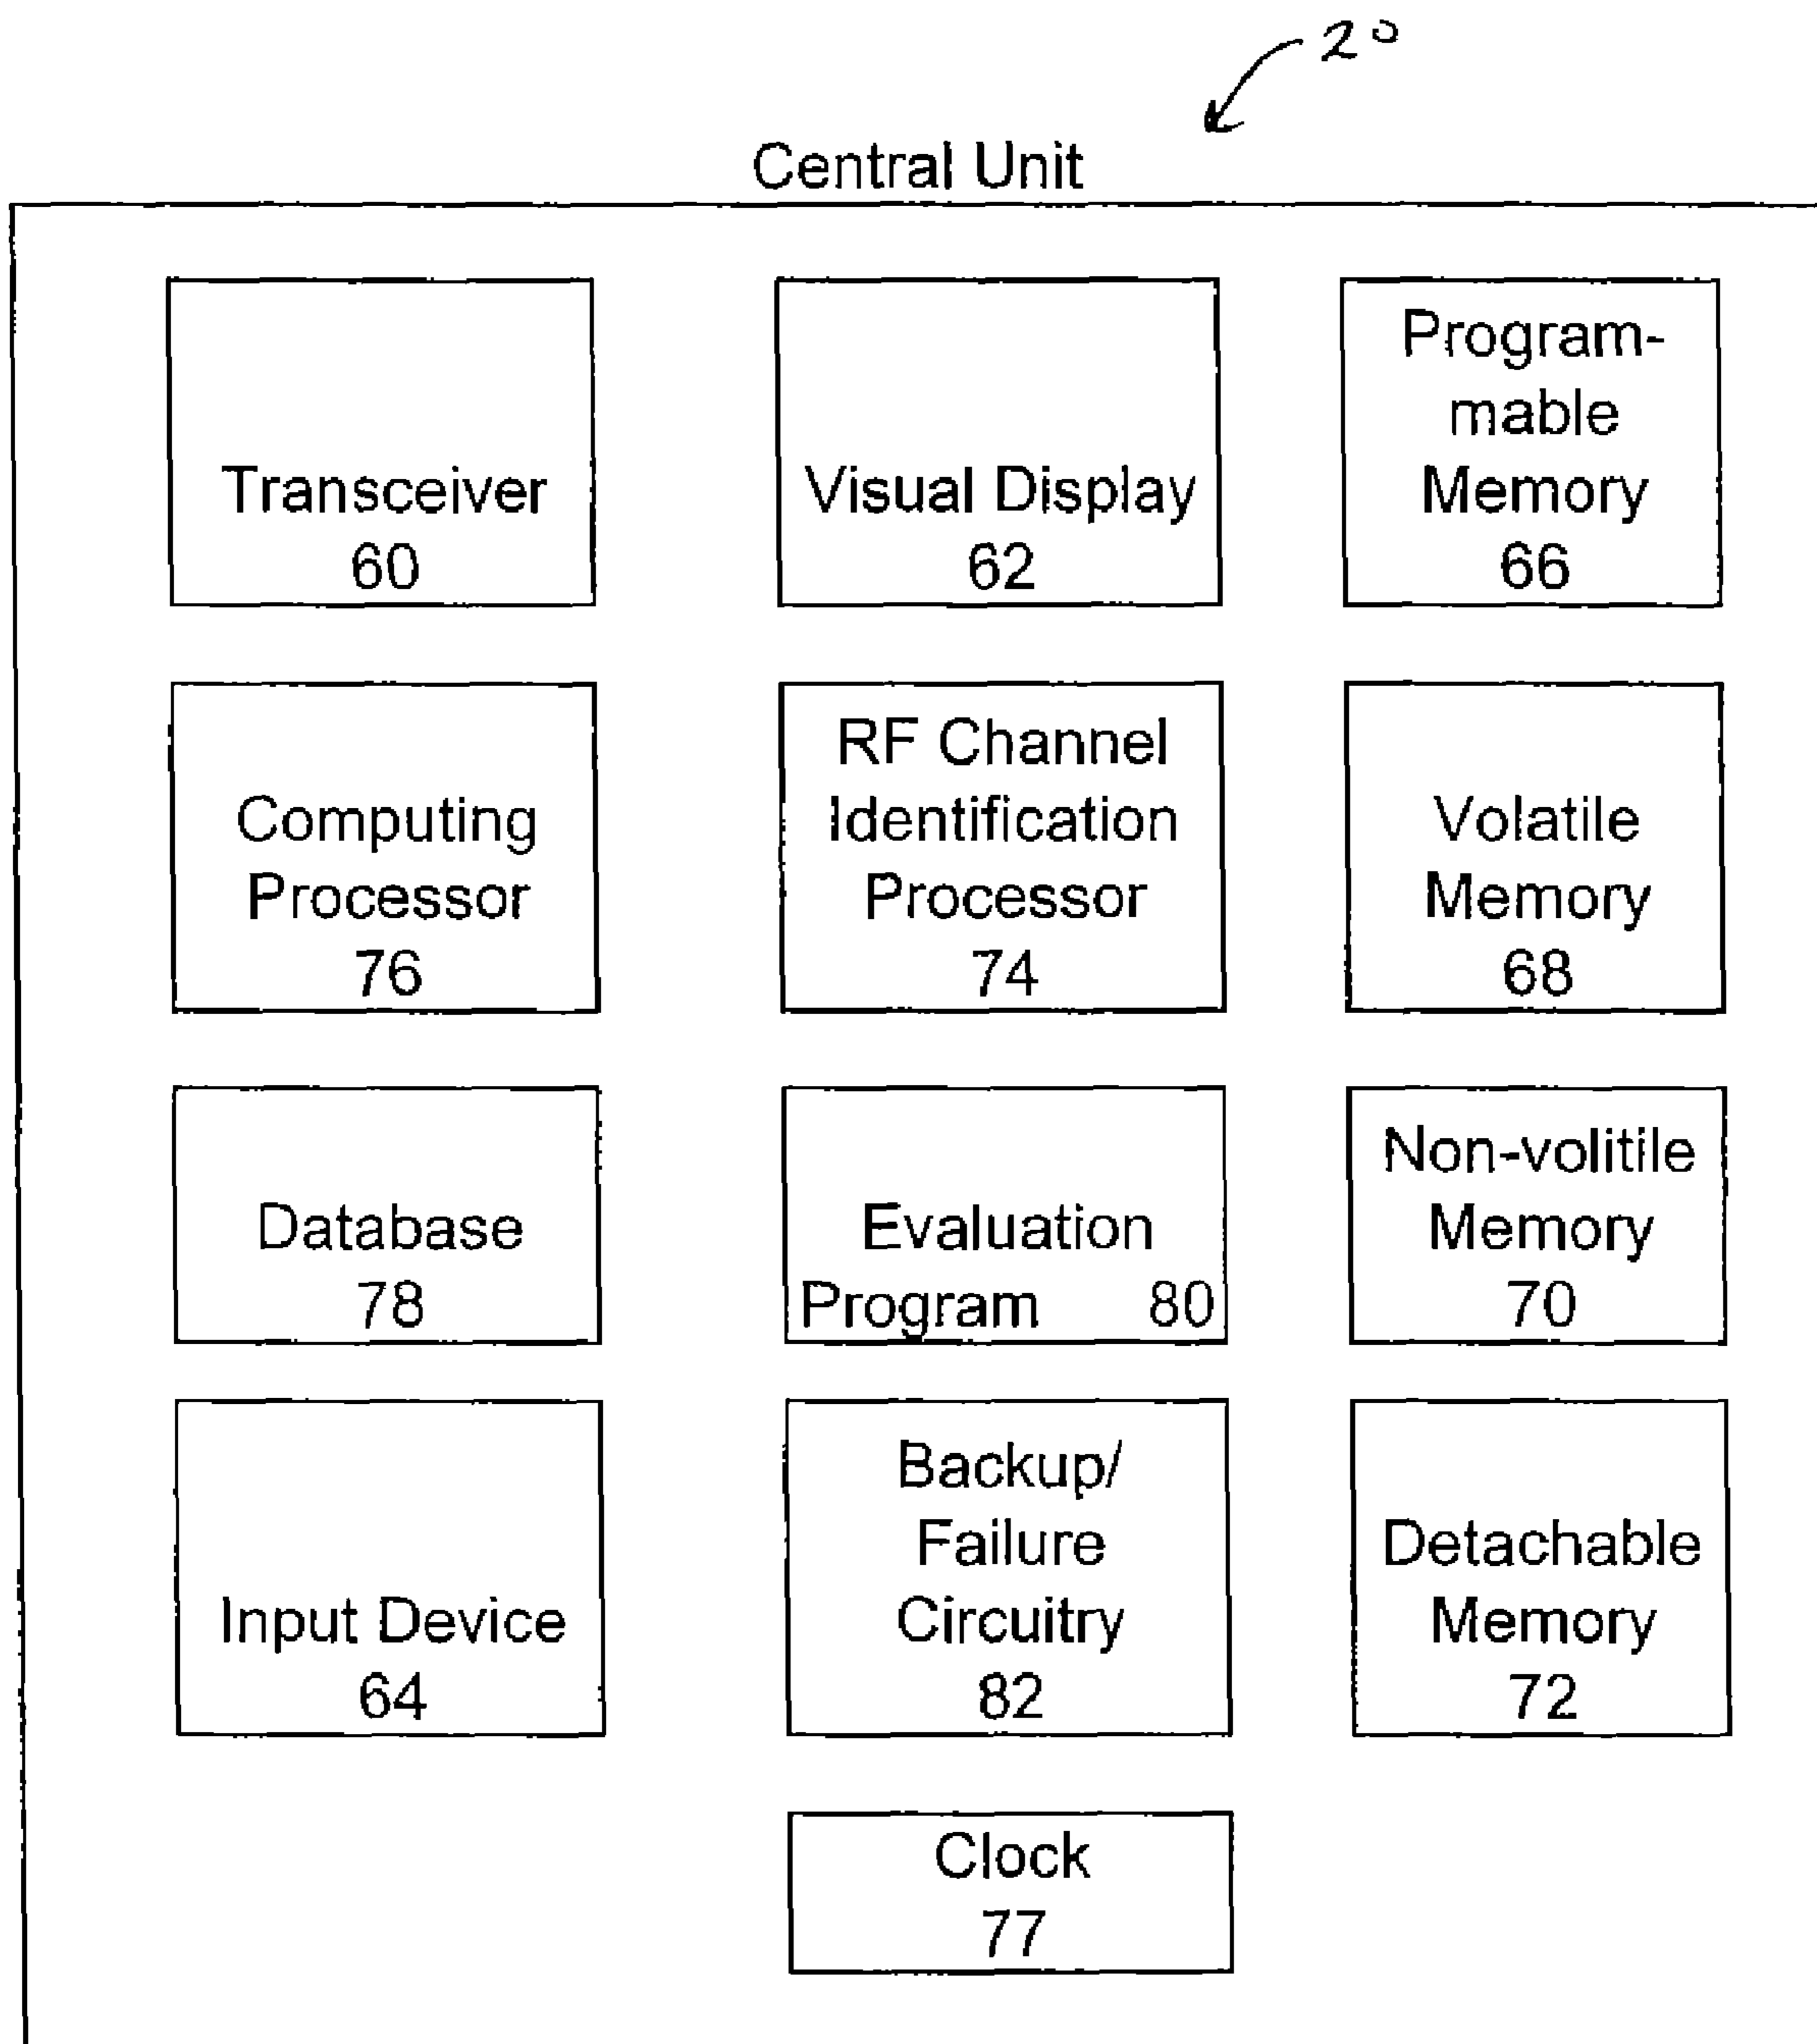 20
Central Unit
Transceiver
60
Visual Display
62
Program-
mable
Memory
66
Computing
Processor
76
RF Channel
Identification
Processor
74
Volatile
Memory
68
Database
78
Evaluation
Program 80
Non-volitile
Memory
70
Input Device
64
Backup/
Failure
Circuitry
82
Detachable
Memory
72
Clock
77